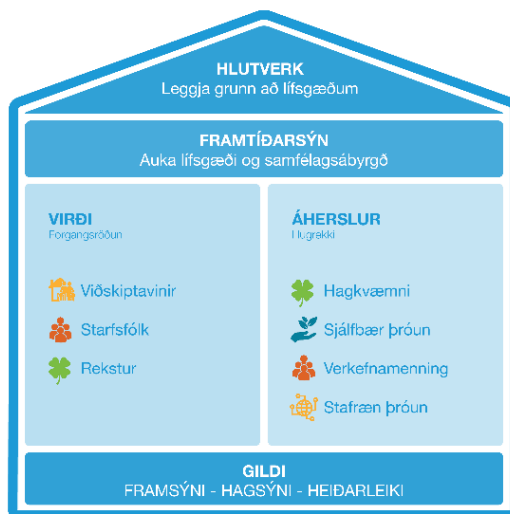 HLUTVERK
Leggja grunn að lífsgæðum
FRAMTÍÐARSÝN
Auka lífsgæði og samfélagsábyrgð
VIRÐI
Forgangsröðun
Viðskiptavinir
Starfsfólk
Rekstur
ÁHERSLUR
Hugrekki
Hagkvæmni
Sjálfbær þróun
Verkefnamenning
Stafræn þróun
GILDI
FRAMSÝNI - HAGSÝNI - HEIÐARLEIKI